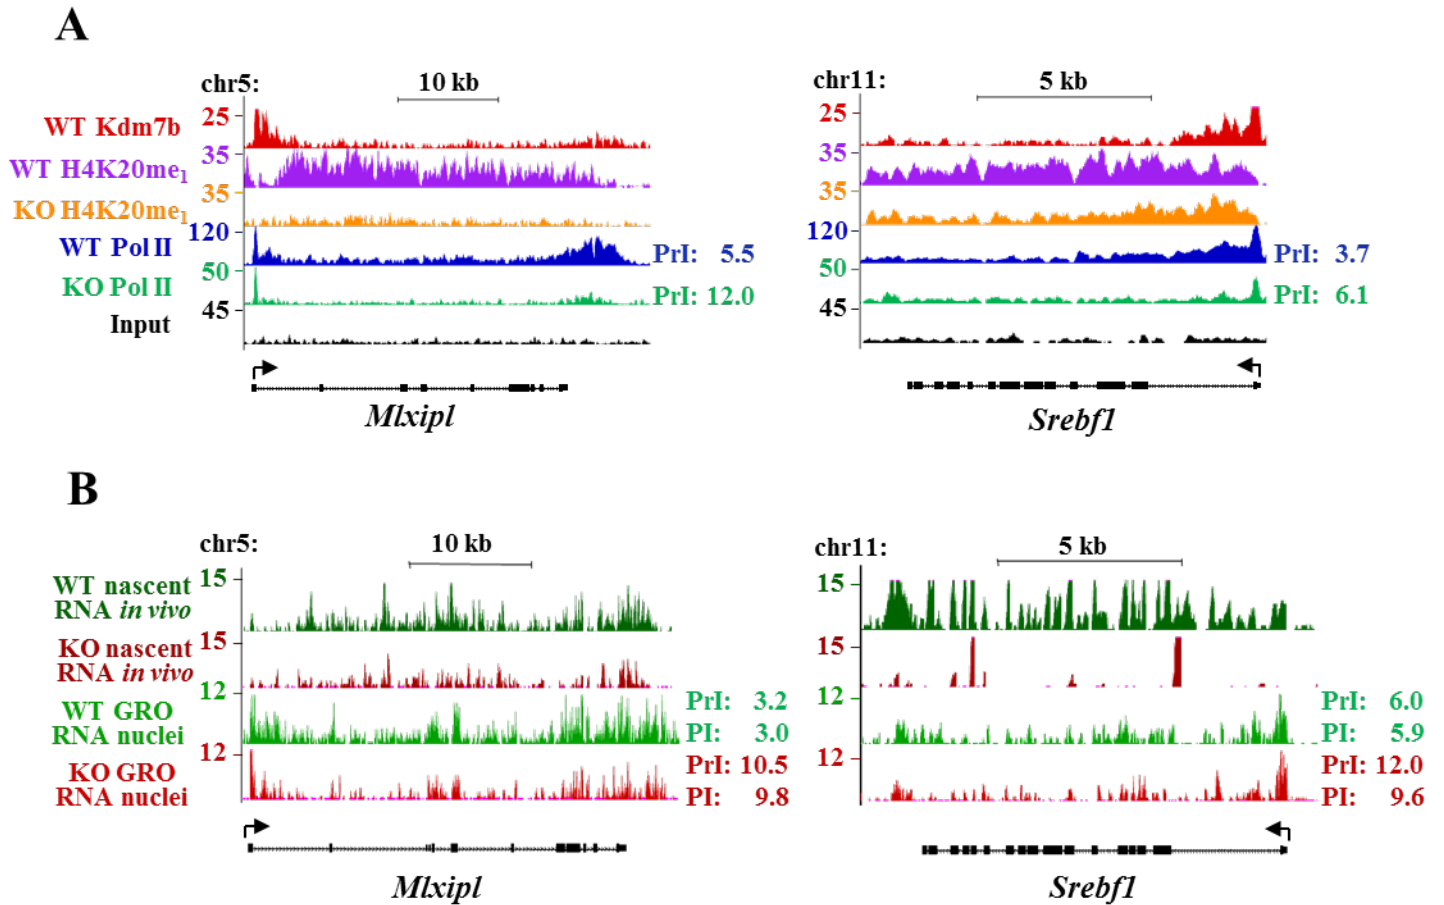 A
chr5:
10 kb
chr11:
5 kb
WT Kdm7b
25
25
WT H4K20me1
35
35
KO H4K20me1
35
35
WT Pol II
120
PrI: 5.5
120
PrI: 3.7
KO Pol II
50
PrI: 12.0
50
PrI: 6.1
Input
45
45
Mlxipl
Srebf1
B
chr5:
10 kb
chr11:
5 kb
WT nascent
RNA in vivo
15
15
KO nascent
RNA in vivo
15
15
WT GRO
RNA nuclei
12
PrI: 3.2
PI: 3.0
12
PrI: 6.0
PI: 5.9
KO GRO
RNA nuclei
12
PrI: 10.5
PI: 9.8
12
PrI: 12.0
PI: 9.6
Mlxipl
Srebf1